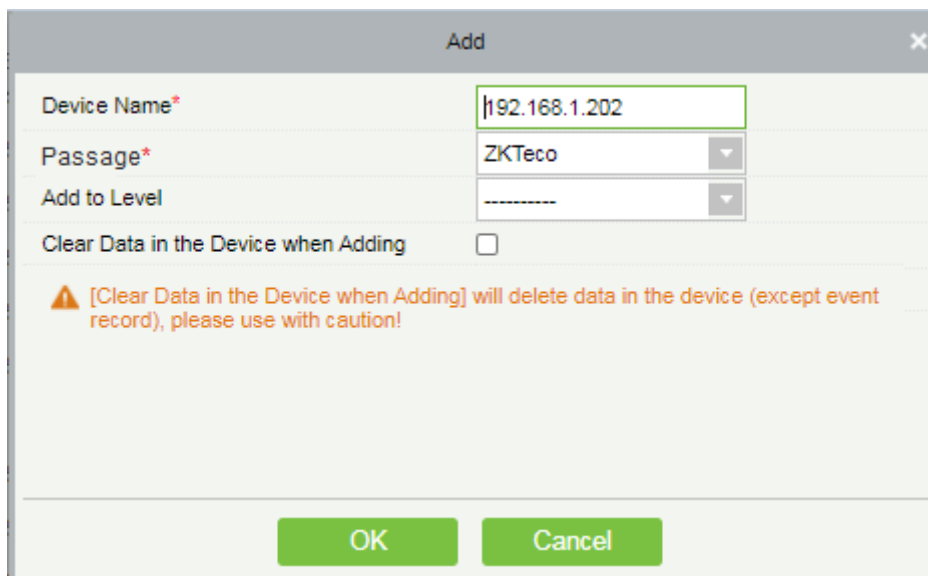 Add
Device Name* 192.168.1.202
Passage* ZKTeco
Add to Level ----------
Clear Data in the Device when Adding
[Clear Data in the Device when Adding] will delete data in the device (except event
record), please use with caution!
OK Cancel